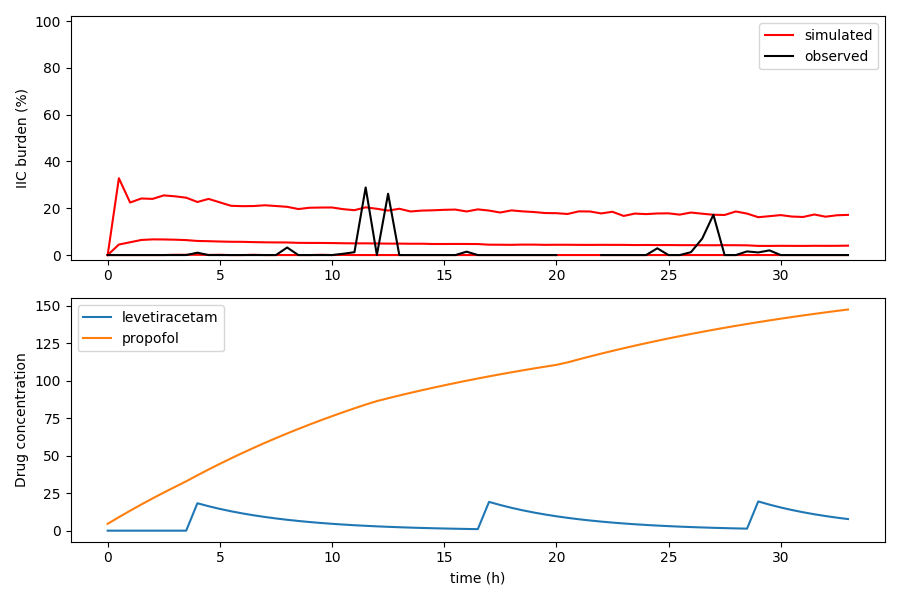 100
80
60
40
20
0
IIC burden (%)
simulated
observed
0 5 10 15 20 25 30
150
125
100
75
50
25
0
Drug concentration
levetiracetam
propofol
0 5 10 15 20 25 30
time (h)